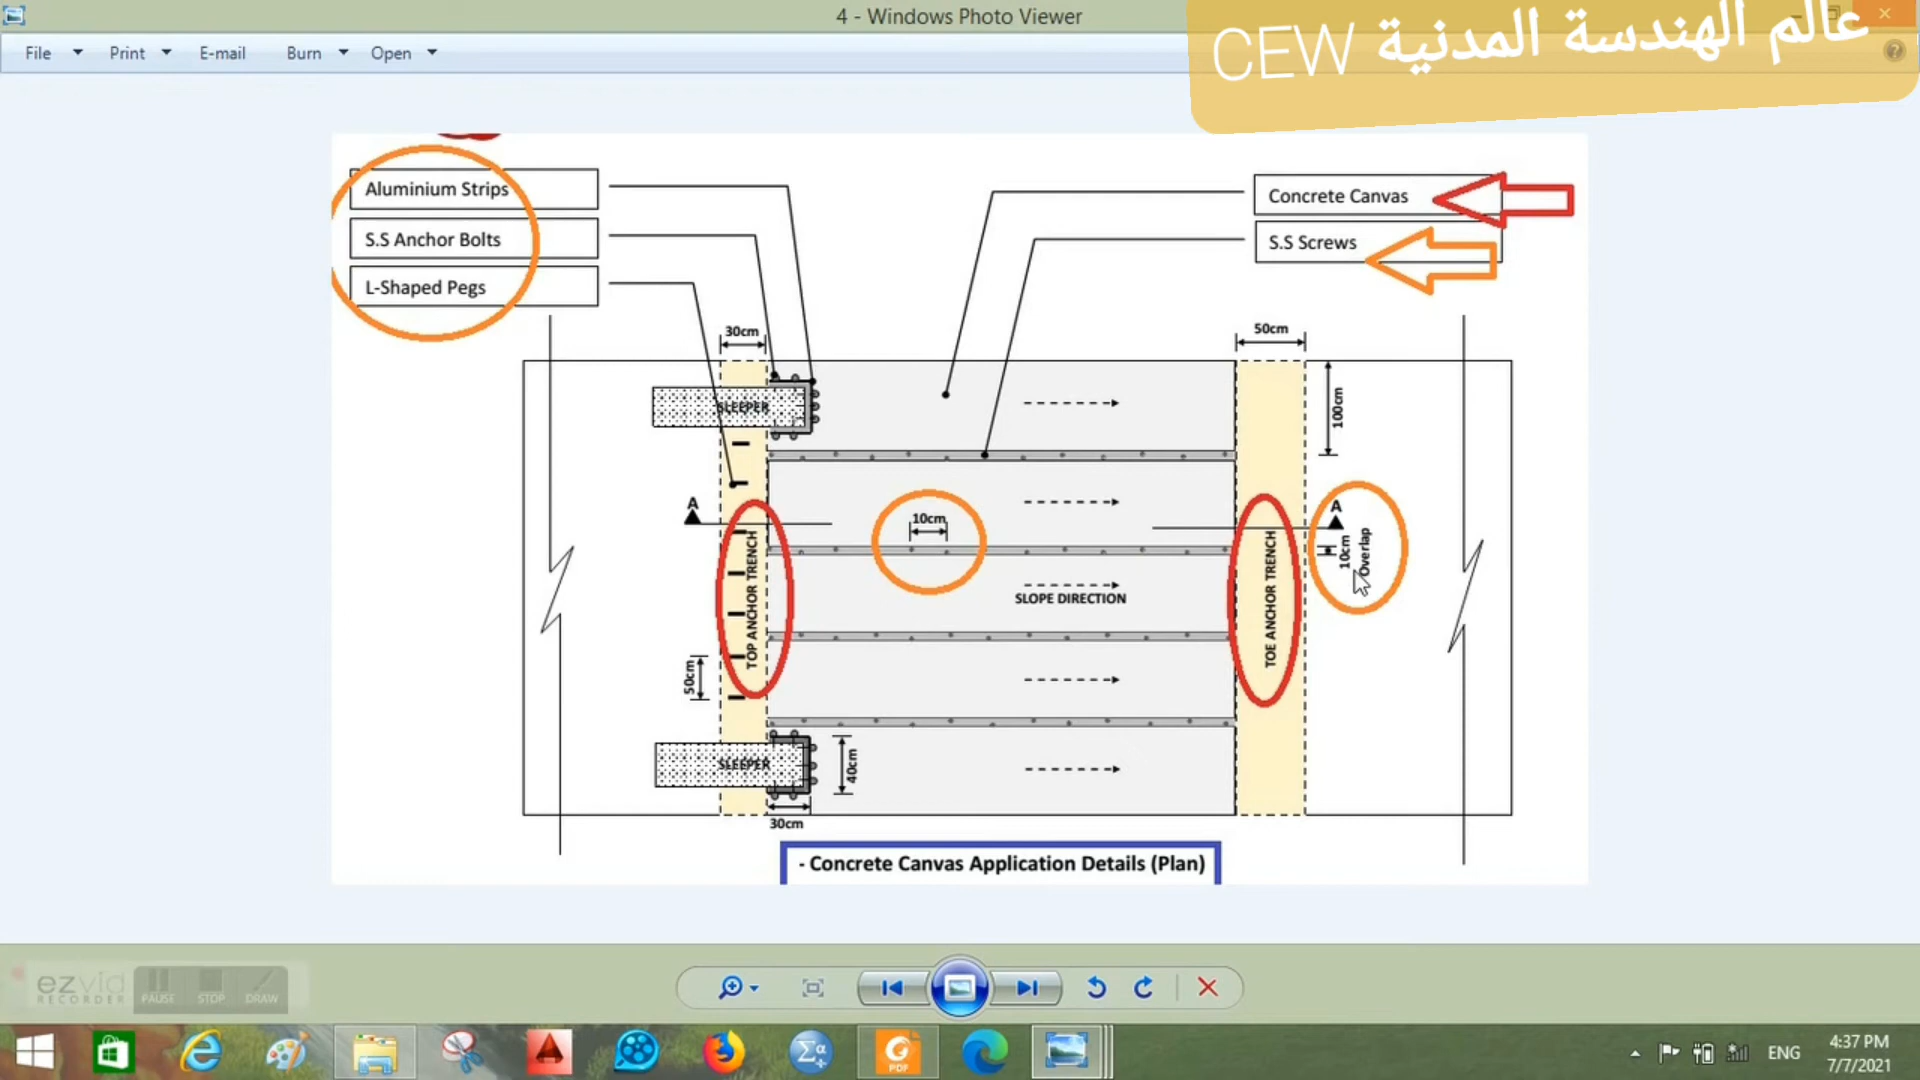 4 - Windows Photo Viewer
عالم الهندسة المدنية CEW
File Print E-mail Burn Open
Aluminium Strips
S.S Anchor Bolts
L-Shaped Pegs
Concrete Canvas
S.S Screws
30cm
50cm
SLEEPER
100cm
A
A
10cm
10cm
Overlap
TOP ANCHOR TRENCH
TOE ANCHOR TRENCH
SLOPE DIRECTION
50cm
SLEEPER
40cm
30cm
- Concrete Canvas Application Details (Plan)
ezvid
RECORDER
PAUSE STOP DRAW
PDF
Σα
ENG
4:37 PM
7/7/2021